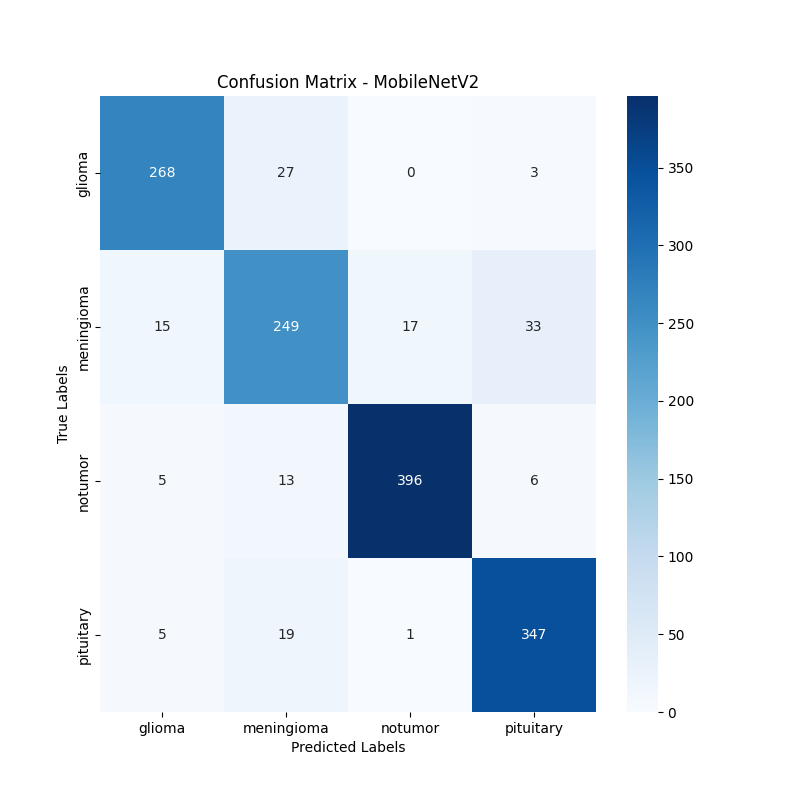 Confusion Matrix - MobileNetV2
glioma 268 27 0 3
meningioma 15 249 17 33
notumor 5 13 396 6
pituitary 5 19 1 347
glioma meningioma notumor pituitary
Predicted Labels
True Labels
350
300
250
200
150
100
50
0